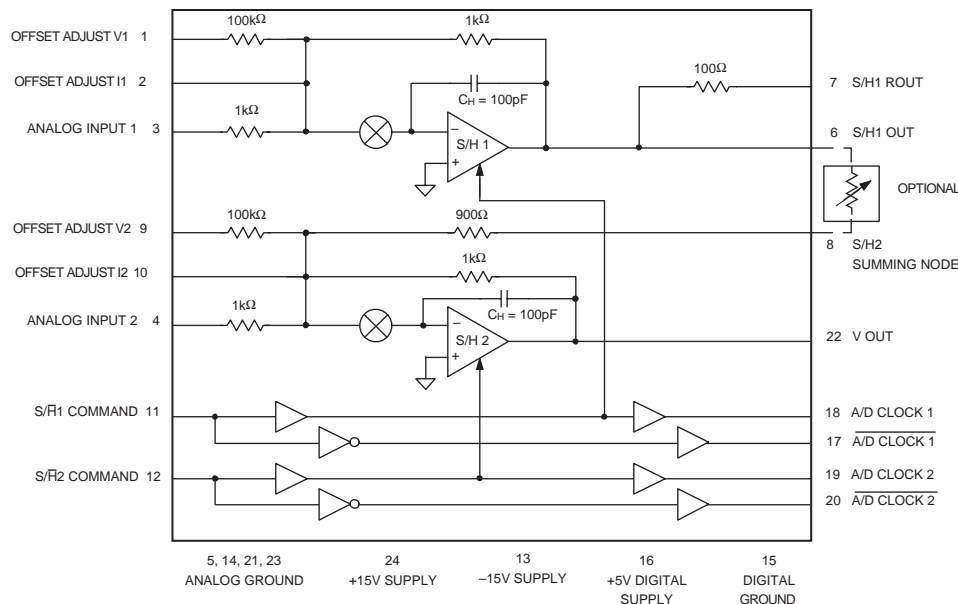 OFFSET ADJUST V1 1
100kΩ
1kΩ
OFFSET ADJUST I1 2
100Ω
7 S/H1 ROUT
CH = 100pF
ANALOG INPUT 1 3
1kΩ
− S/H 1 +
6 S/H1 OUT
OPTIONAL
OFFSET ADJUST V2 9
100kΩ
900Ω
8 S/H2
SUMMING NODE
OFFSET ADJUST I2 10
1kΩ
CH = 100pF
ANALOG INPUT 2 4
1kΩ
− S/H 2 +
22 V OUT
S/H̅1 COMMAND 11
18 A/D CLOCK 1
17 A/D CLOCK 1
S/H̅2 COMMAND 12
19 A/D CLOCK 2
20 A/D CLOCK 2
5, 14, 21, 23
ANALOG GROUND
24
+15V SUPPLY
13
–15V SUPPLY
16
+5V DIGITAL
SUPPLY
15
DIGITAL
GROUND